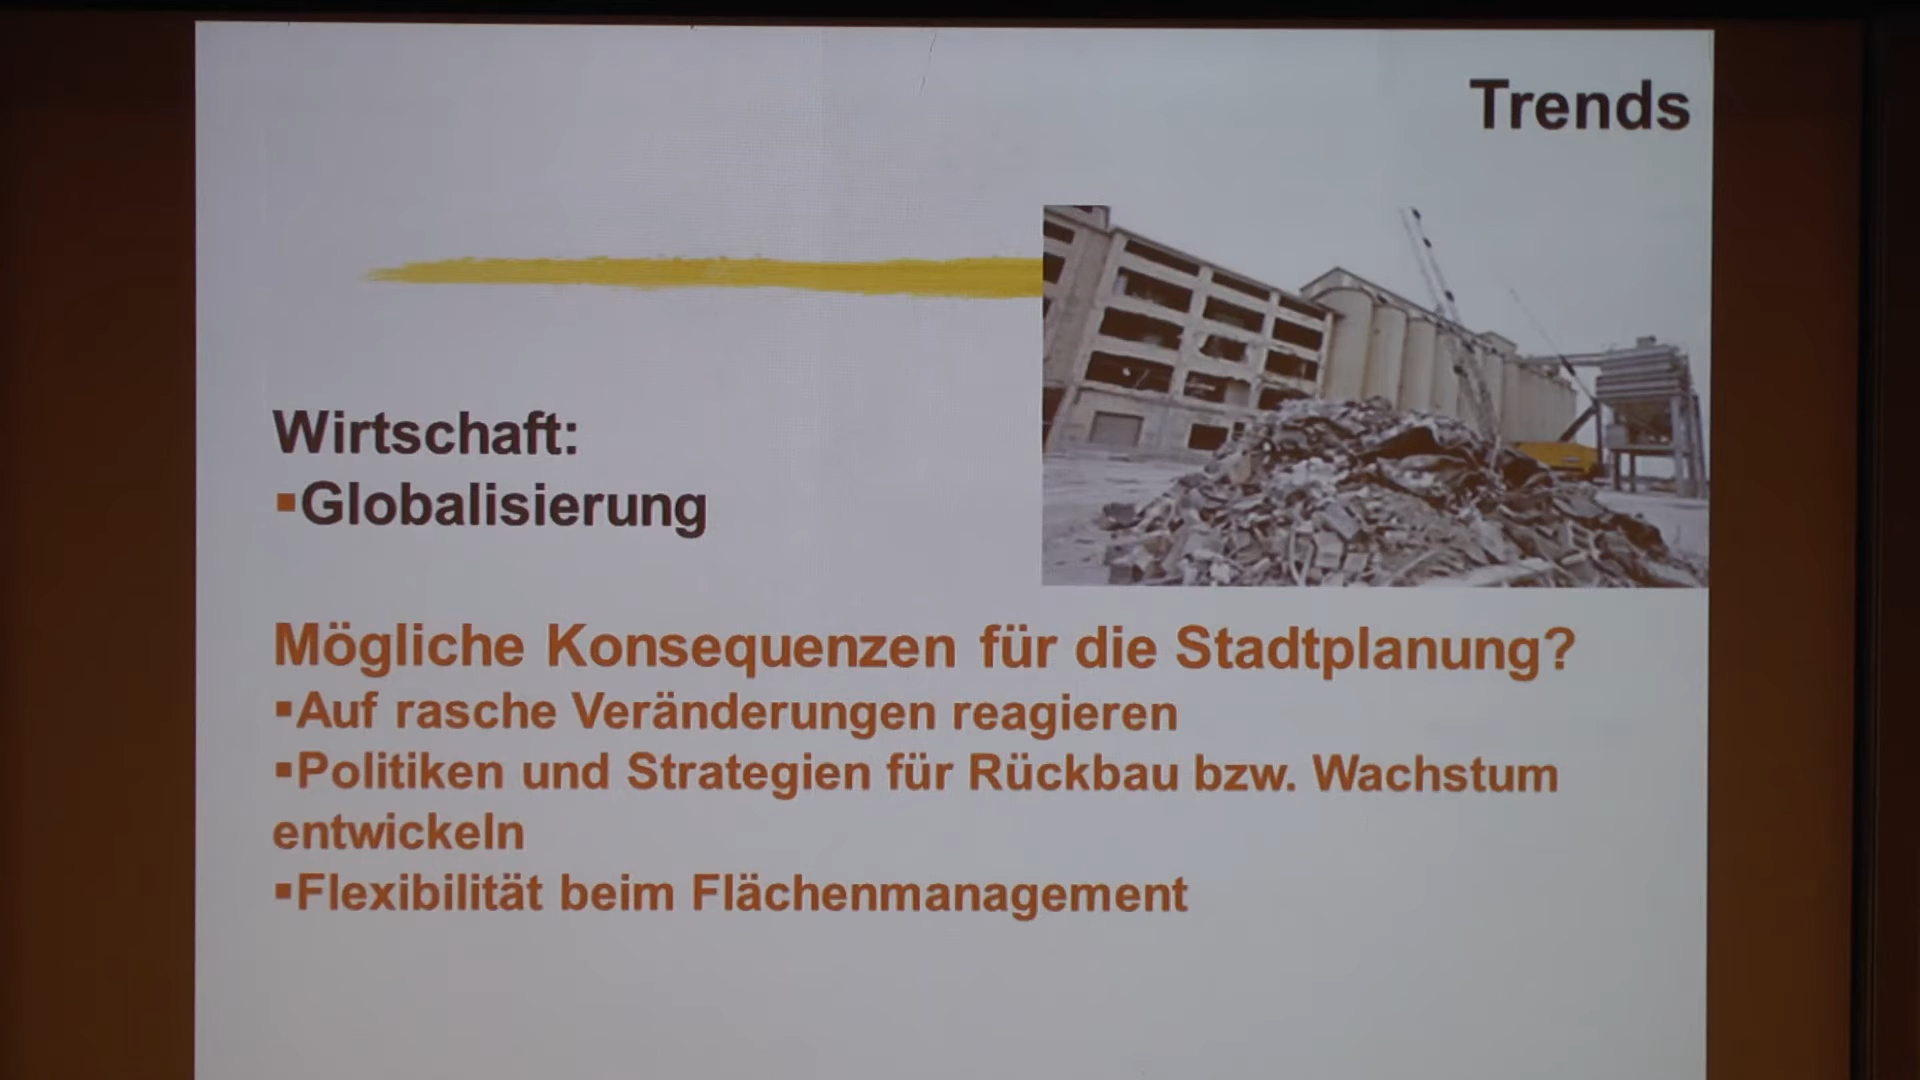 Trends
Wirtschaft:
▪Globalisierung
Mögliche Konsequenzen für die Stadtplanung?
▪Auf rasche Veränderungen reagieren
▪Politiken und Strategien für Rückbau bzw. Wachstum
entwickeln
▪Flexibilität beim Flächenmanagement